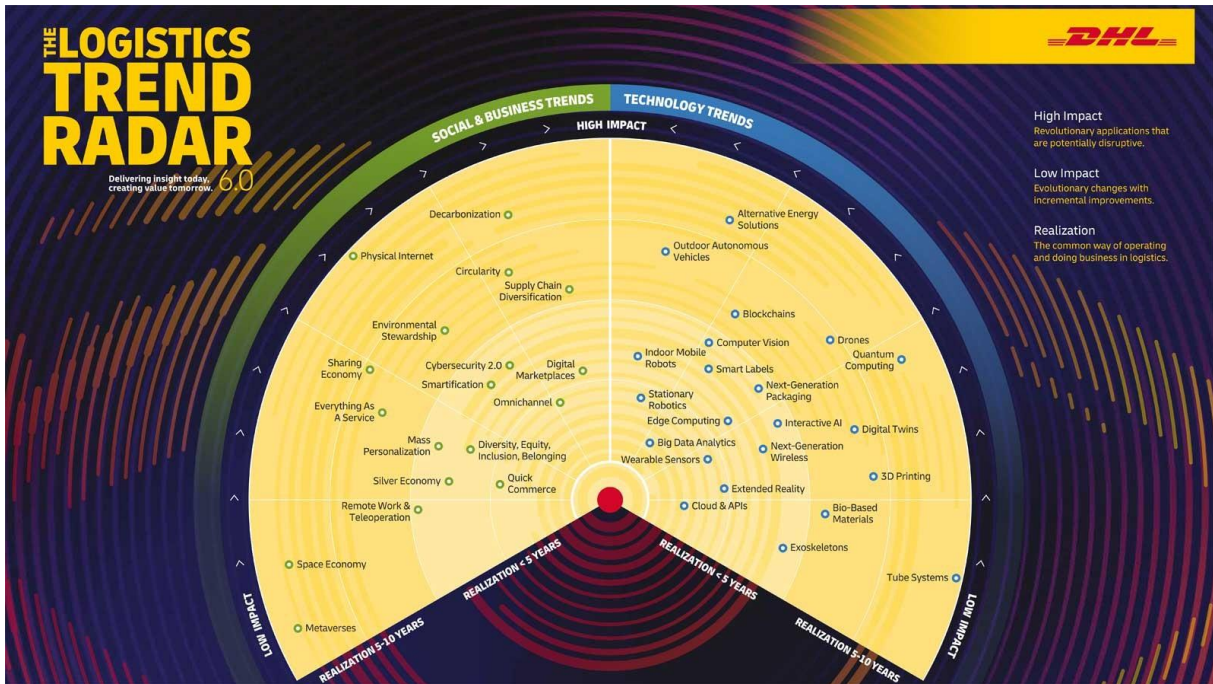 THE LOGISTICS
TREND
RADAR
Delivering insight today,
creating value tomorrow.
6.0
DHL
High Impact
Revolutionary applications that
are potentially disruptive.
Low Impact
Evolutionary changes with
incremental improvements.
Realization
The common way of operating
and doing business in logistics.
SOCIAL & BUSINESS TRENDS
TECHNOLOGY TRENDS
HIGH IMPACT
Decarbonization
Physical Internet
Circularity
Supply Chain
Diversification
Environmental
Stewardship
Sharing
Economy
Cybersecurity 2.0
Digital
Marketplaces
Smartification
Omnichannel
Everything As
A Service
Mass
Personalization
Diversity, Equity,
Inclusion, Belonging
Silver Economy
Quick
Commerce
Remote Work &
Teleoperation
Space Economy
Metaverses
Alternative Energy
Solutions
Outdoor Autonomous
Vehicles
Blockchains
Computer Vision
Drones
Indoor Mobile
Robots
Quantum
Computing
Smart Labels
Next-Generation
Packaging
Stationary
Robotics
Edge Computing
Interactive AI
Digital Twins
Big Data Analytics
Next-Generation
Wireless
Wearable Sensors
3D Printing
Extended Reality
Cloud & APIs
Bio-Based
Materials
Exoskeletons
Tube Systems
LOW IMPACT
REALIZATION 5-10 YEARS
REALIZATION < 5 YEARS
REALIZATION < 5 YEARS
REALIZATION 5-10 YEARS
LOW IMPACT